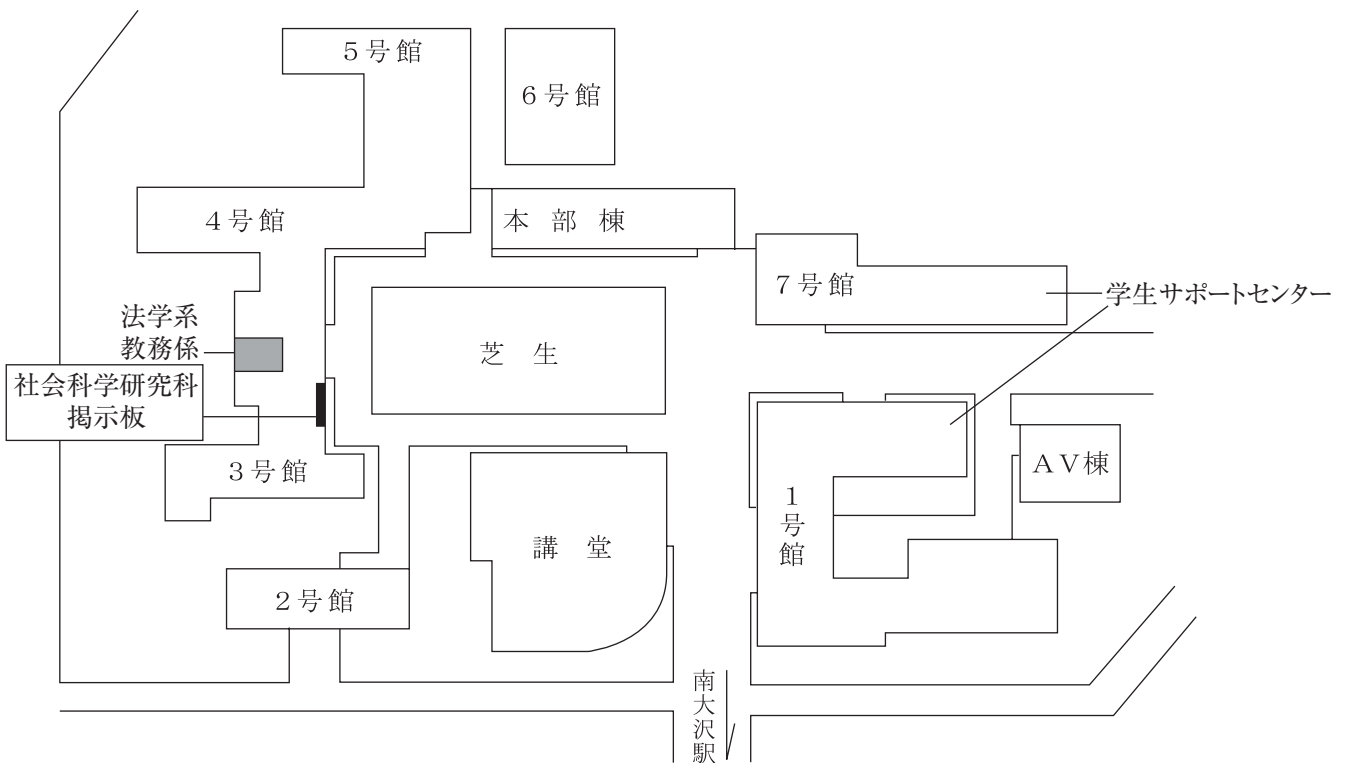 5号館
6号館
4号館
本部棟
7号館
学生サポートセンター
法学系
教務係
芝生
社会科学研究科
掲示板
3号館
AV棟
1号館
講堂
2号館
南大沢駅